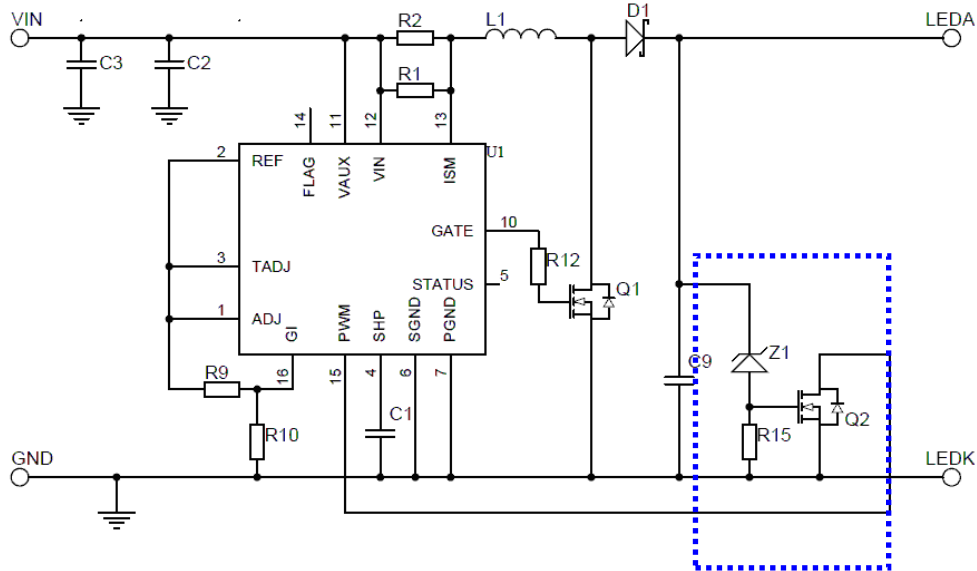 VIN
R2
L1
D1
LEDA
C3
C2
R1
14
11
12
13
U1
2
REF
FLAG
VAUX
VIN
ISM
GATE
10
R12
3
TADJ
STATUS
5
Q1
1
ADJ
GI
PWM
SHP
SGND
PGND
C9
Z1
R9
16
15
4
6
7
C1
R10
R15
Q2
GND
LEDK